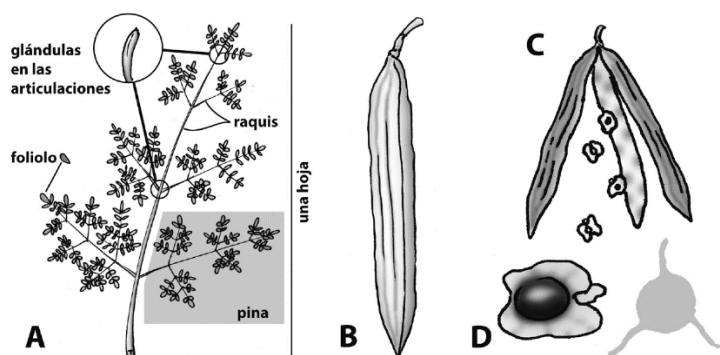 glándulas
en las
articulaciones
raquis
foliolo
pina
una hoja
A
B
C
D